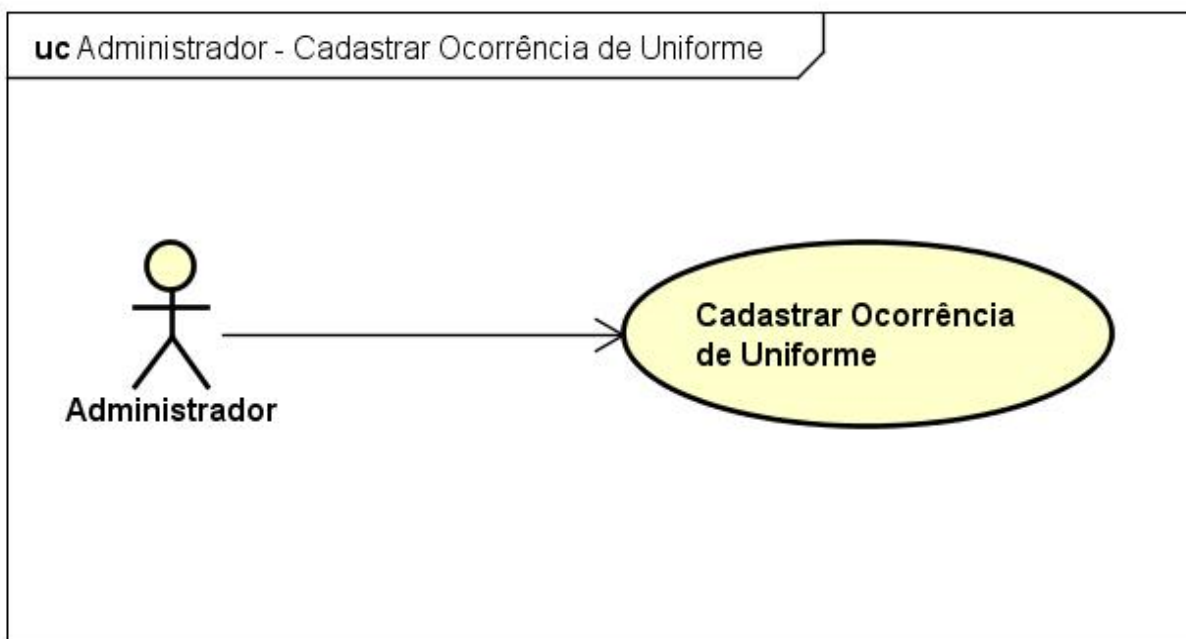 uc Administrador - Cadastrar Ocorrência de Uniforme
Cadastrar Ocorrência
de Uniforme
Administrador